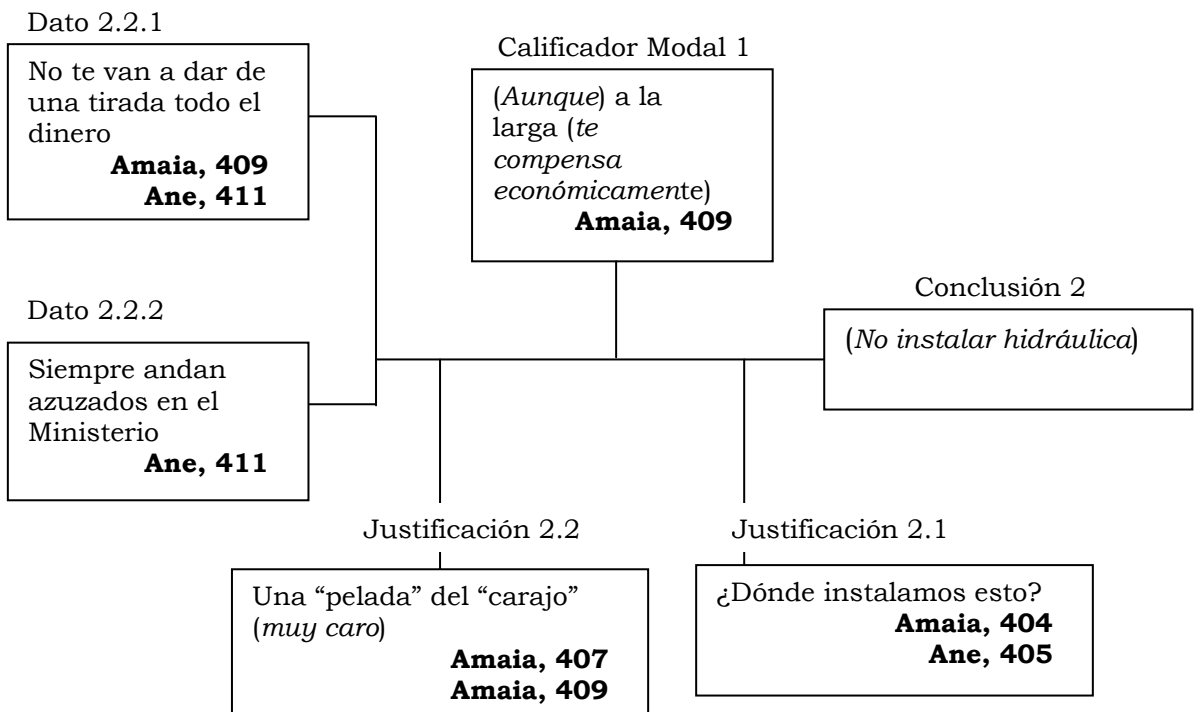 Dato 2.2.1
No te van a dar de
una tirada todo el
dinero
Amaia, 409
Ane, 411
Calificador Modal 1
(Aunque) a la
larga (te
compensa
económicamente)
Amaia, 409
Dato 2.2.2
Siempre andan
azuzados en el
Ministerio
Ane, 411
Conclusión 2
(No instalar hidráulica)
Justificación 2.2
Una “pelada” del “carajo”
(muy caro)
Amaia, 407
Amaia, 409
Justificación 2.1
¿Dónde instalamos esto?
Amaia, 404
Ane, 405